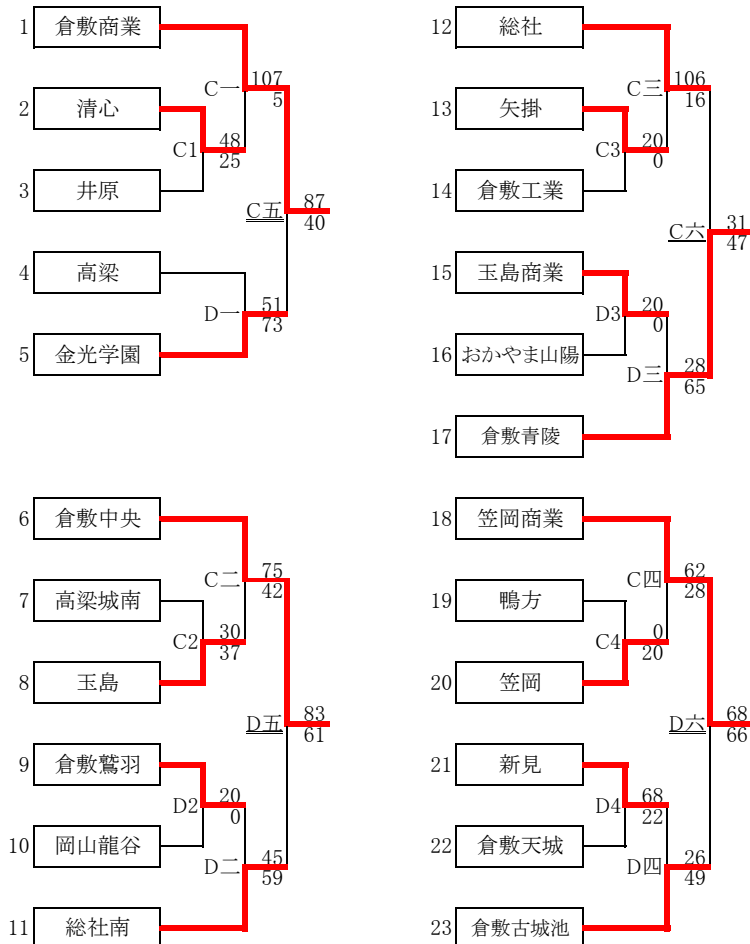 1 倉敷商業
C一 107
5
2 清心
C1 48
25
3 井原
C五 87
40
4 高梁
D一 51
73
5 金光学園
12 総社
C三 106
16
13 矢掛
C3 20
0
14 倉敷工業
C六 31
47
15 玉島商業
D3 20
0
16 おかやま山陽
D三 28
65
17 倉敷青陵
6 倉敷中央
C二 75
42
7 高梁城南
C2 30
37
8 玉島
D五 83
61
9 倉敷鷲羽
D2 20
0
10 岡山龍谷
D二 45
59
11 総社南
18 笠岡商業
C四 62
28
19 鴨方
C4 0
20
20 笠岡
D六 68
66
21 新見
D4 68
22
22 倉敷天城
D四 26
49
23 倉敷古城池